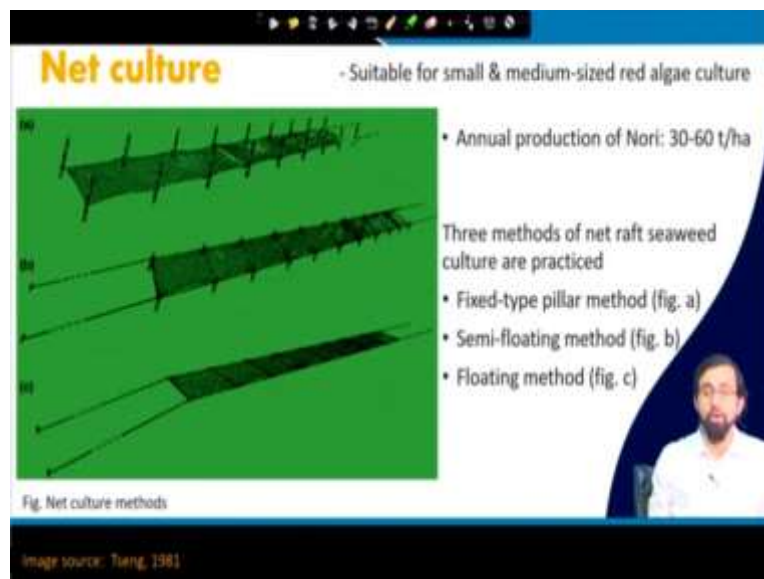 Net culture
- Suitable for small & medium-sized red algae culture
(a)
(b)
(c)
• Annual production of Nori: 30-60 t/ha
Three methods of net raft seaweed
culture are practiced
• Fixed-type pillar method (fig. a)
• Semi-floating method (fig. b)
• Floating method (fig. c)
Fig. Net culture methods
Image source: Tseng, 1981